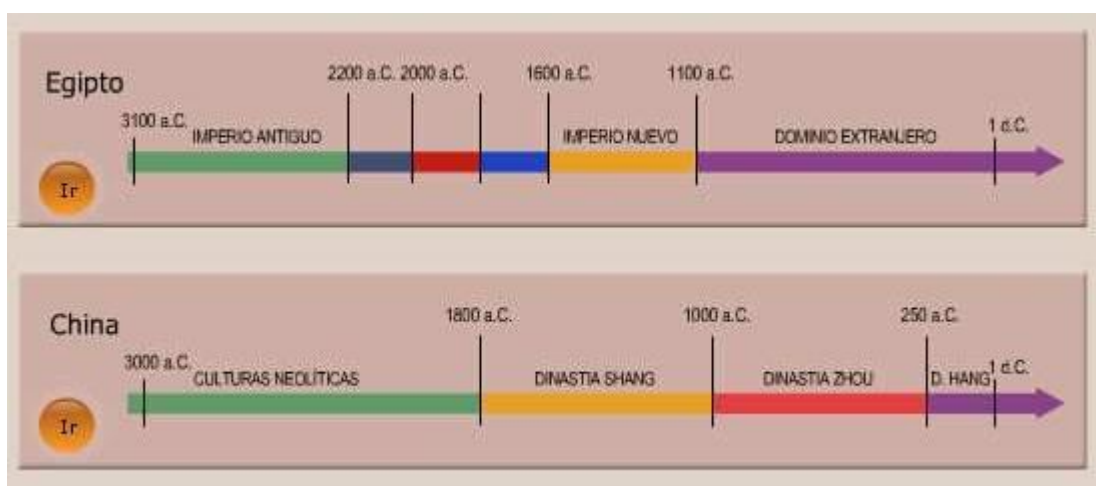 Egipto
2200 a.C. 2000 a.C. 1600 a.C. 1100 a.C.
3100 a.C. IMPERIO ANTIGUO IMPERIO NUEVO DOMINIO EXTRANJERO 1 d.C.
Ir
China
1800 a.C. 1000 a.C. 250 a.C.
3000 a.C. CULTURAS NEOLÍTICAS DINASTIA SHANG DINASTIA ZHOU D. HANG 1 d.C.
Ir